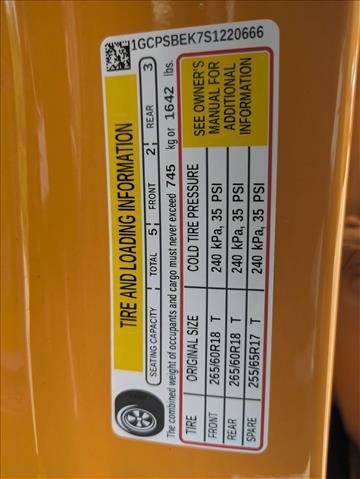 1GCPSBEK7S1220666
TIRE AND LOADING INFORMATION
SEATING CAPACITY TOTAL 5 FRONT 2 REAR 3
The combined weight of occupants and cargo must never exceed 745 kg or 1642 lbs.
TIRE ORIGINAL SIZE COLD TIRE PRESSURE
FRONT 265/60R18 T 240 kPa, 35 PSI
REAR 265/60R18 T 240 kPa, 35 PSI
SPARE 255/65R17 T 240 kPa, 35 PSI
SEE OWNER'S
MANUAL FOR
ADDITIONAL
INFORMATION